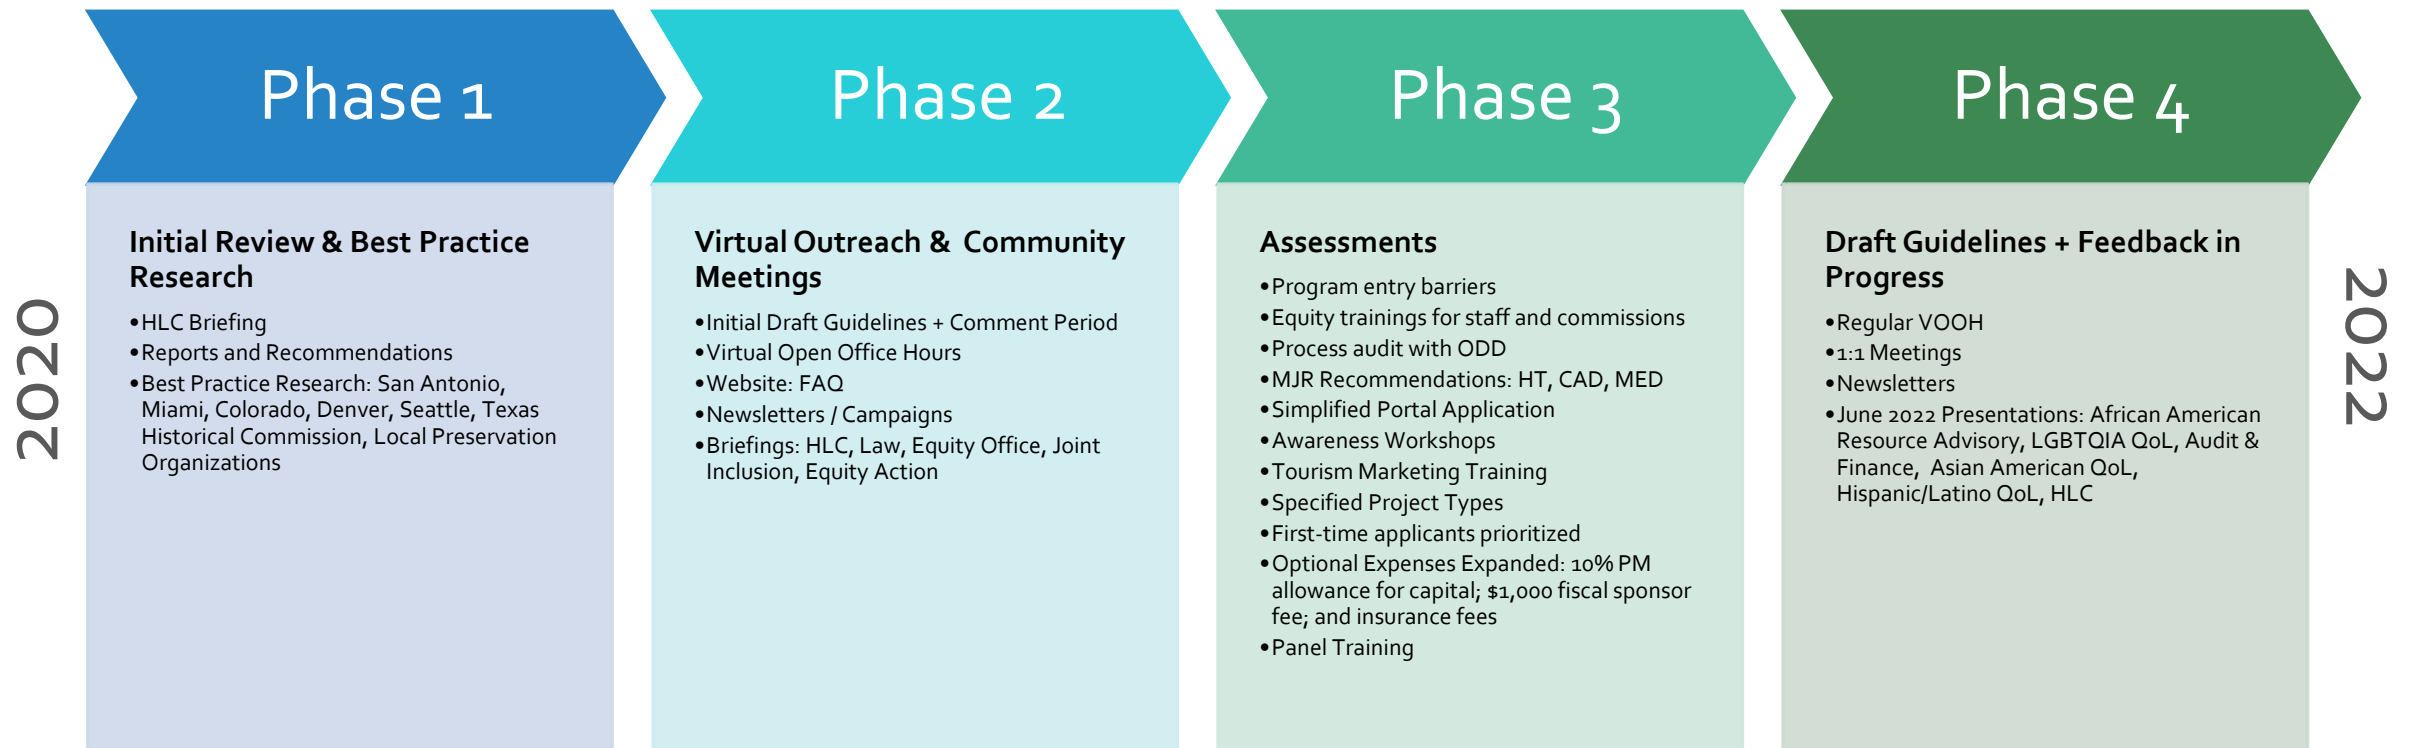 2020
Phase 1
Initial Review & Best Practice
Research
•HLC Briefing
•Reports and Recommendations
•Best Practice Research: San Antonio,
Miami, Colorado, Denver, Seattle, Texas
Historical Commission, Local Preservation
Organizations
Phase 2
Virtual Outreach & Community
Meetings
•Initial Draft Guidelines + Comment Period
•Virtual Open Office Hours
•Website: FAQ
•Newsletters / Campaigns
•Briefings: HLC, Law, Equity Office, Joint
Inclusion, Equity Action
Phase 3
Assessments
•Program entry barriers
•Equity trainings for staff and commissions
•Process audit with ODD
•MJR Recommendations: HT, CAD, MED
•Simplified Portal Application
•Awareness Workshops
•Tourism Marketing Training
•Specified Project Types
•First-time applicants prioritized
•Optional Expenses Expanded: 10% PM
allowance for capital; $1,000 fiscal sponsor
fee; and insurance fees
•Panel Training
Phase 4
Draft Guidelines + Feedback in
Progress
•Regular VOOH
•1:1 Meetings
•Newsletters
•June 2022 Presentations: African American
Resource Advisory, LGBTQIA QoL, Audit &
Finance, Asian American QoL,
Hispanic/Latino QoL, HLC
2022